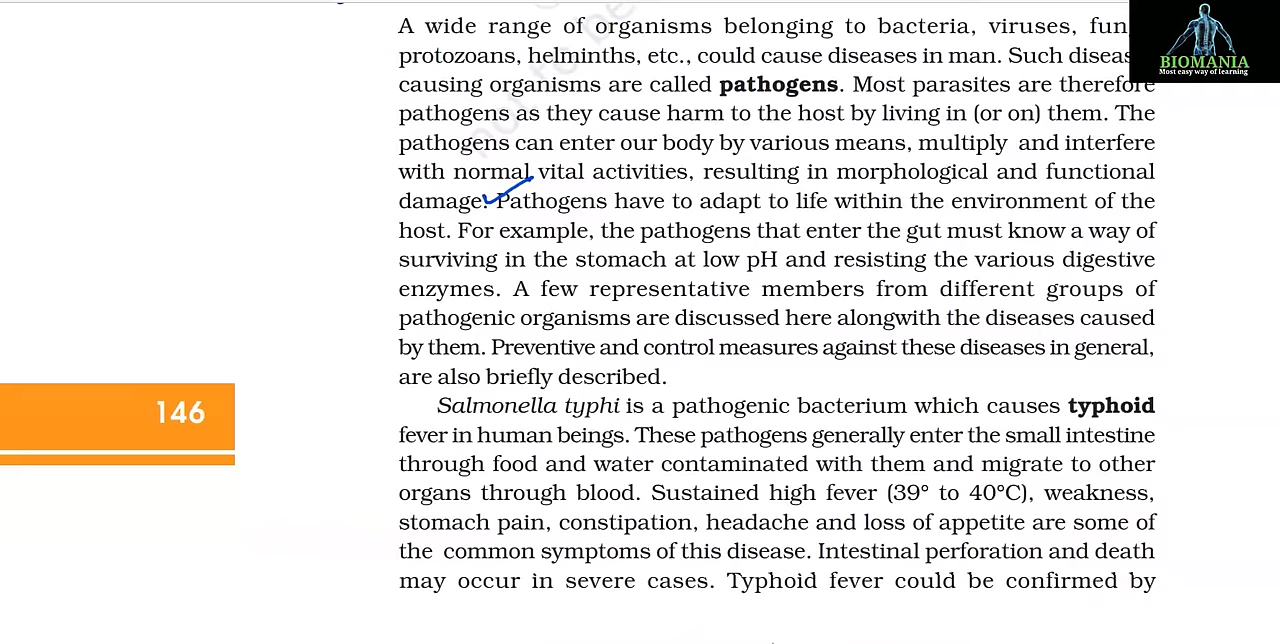 A wide range of organisms belonging to bacteria, viruses,
protozoans, helminths, etc., could cause diseases in man. Such
causing organisms are called pathogens. Most parasites are therefore
pathogens as they cause harm to the host by living in (or on) them. The
pathogens can enter our body by various means, multiply and interfere
with normal vital activities, resulting in morphological and functional
damage. Pathogens have to adapt to life within the environment of the
host. For example, the pathogens that enter the gut must know a way of
surviving in the stomach at low pH and resisting the various digestive
enzymes. A few representative members from different groups of
pathogenic organisms are discussed here alongwith the diseases caused
by them. Preventive and control measures against these diseases in general,
are also briefly described.
Salmonella typhi is a pathogenic bacterium which causes typhoid
fever in human beings. These pathogens generally enter the small intestine
through food and water contaminated with them and migrate to other
organs through blood. Sustained high fever (39° to 40°C), weakness,
stomach pain, constipation, headache and loss of appetite are some of
the common symptoms of this disease. Intestinal perforation and death
may occur in severe cases. Typhoid fever could be confirmed by
146
BIOMANIA
Most easy way of learning